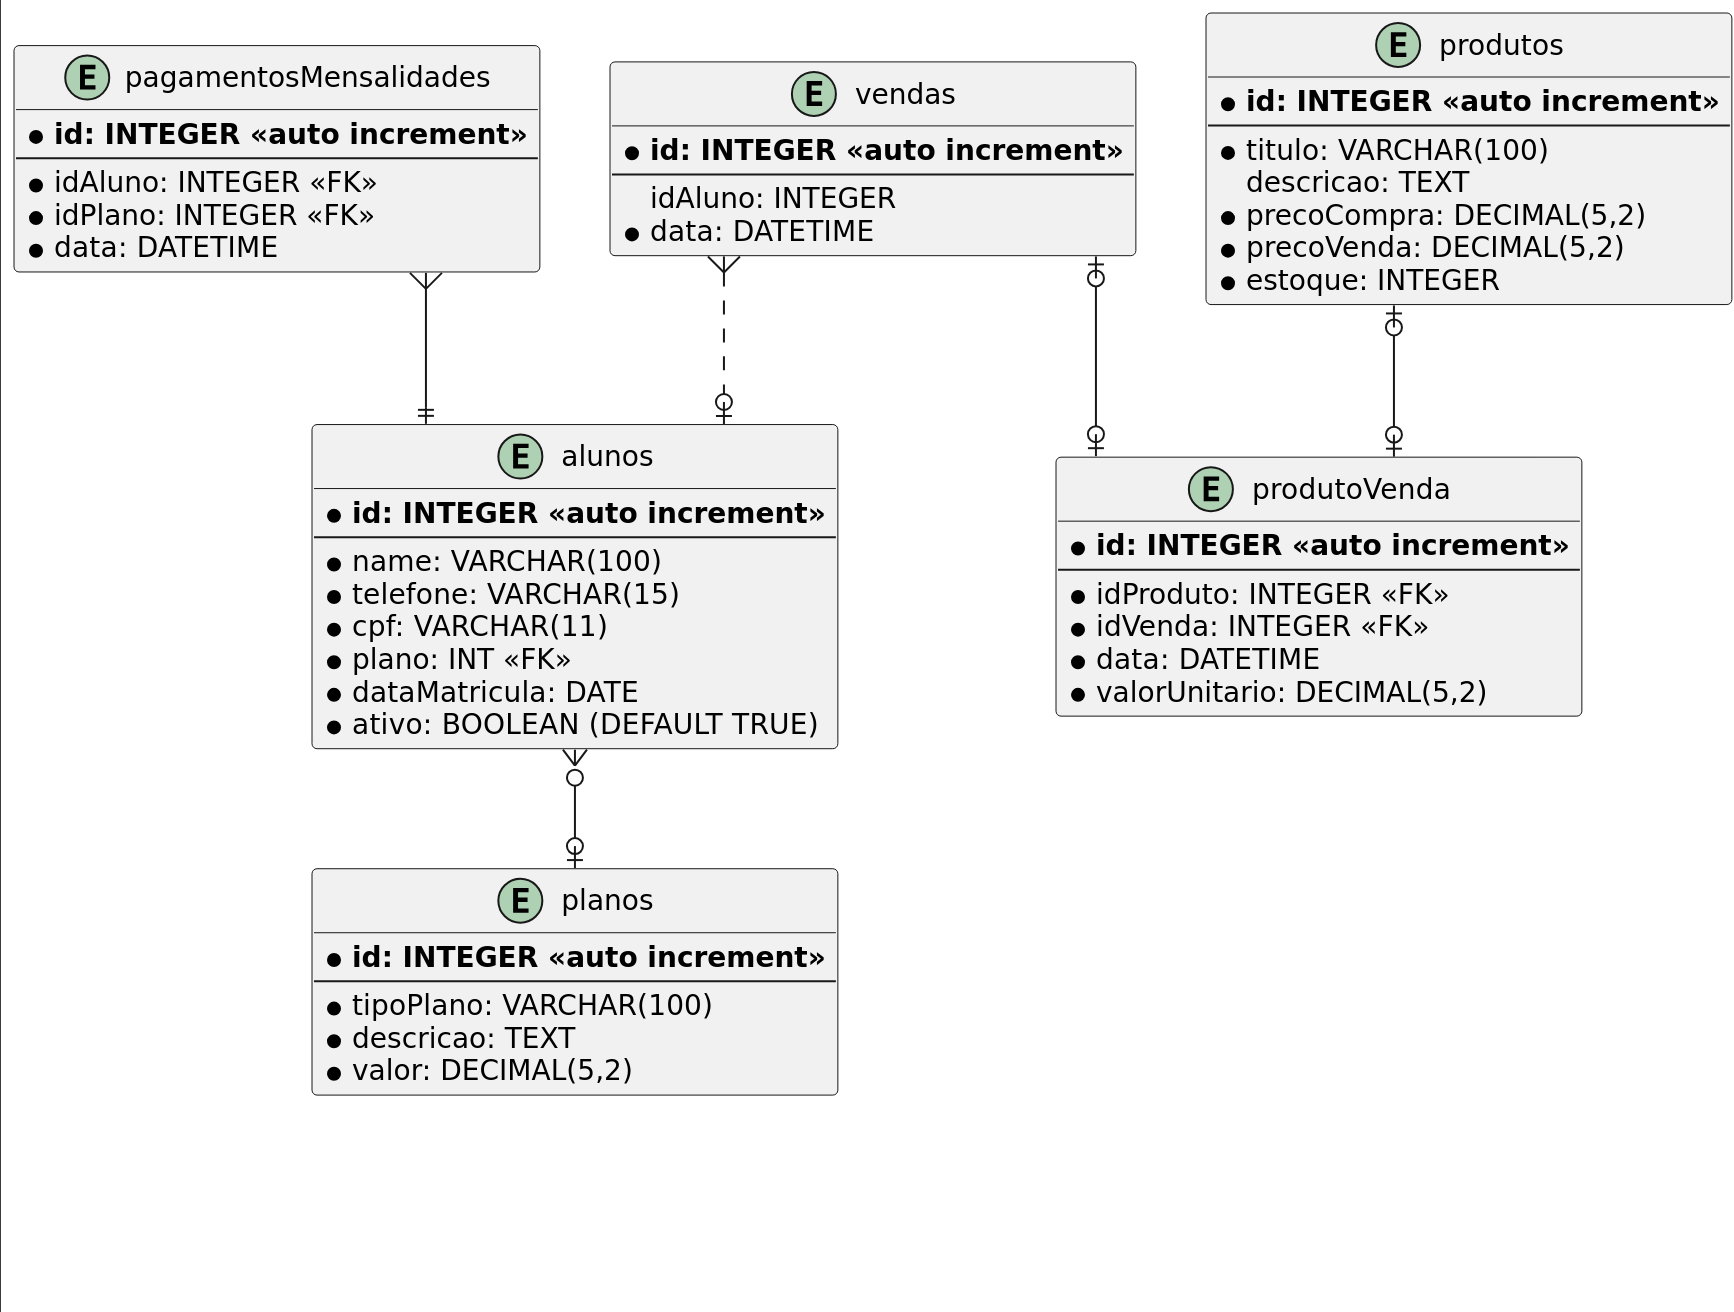 E pagamentosMensalidades
id: INTEGER «auto increment»
idAluno: INTEGER «FK»
idPlano: INTEGER «FK»
data: DATETIME
E vendas
id: INTEGER «auto increment»
idAluno: INTEGER
data: DATETIME
E produtos
id: INTEGER «auto increment»
titulo: VARCHAR(100)
descricao: TEXT
precoCompra: DECIMAL(5,2)
precoVenda: DECIMAL(5,2)
estoque: INTEGER
E alunos
id: INTEGER «auto increment»
name: VARCHAR(100)
telefone: VARCHAR(15)
cpf: VARCHAR(11)
plano: INT «FK»
dataMatricula: DATE
ativo: BOOLEAN (DEFAULT TRUE)
E produtoVenda
id: INTEGER «auto increment»
idProduto: INTEGER «FK»
idVenda: INTEGER «FK»
data: DATETIME
valorUnitario: DECIMAL(5,2)
E planos
id: INTEGER «auto increment»
tipoPlano: VARCHAR(100)
descricao: TEXT
valor: DECIMAL(5,2)